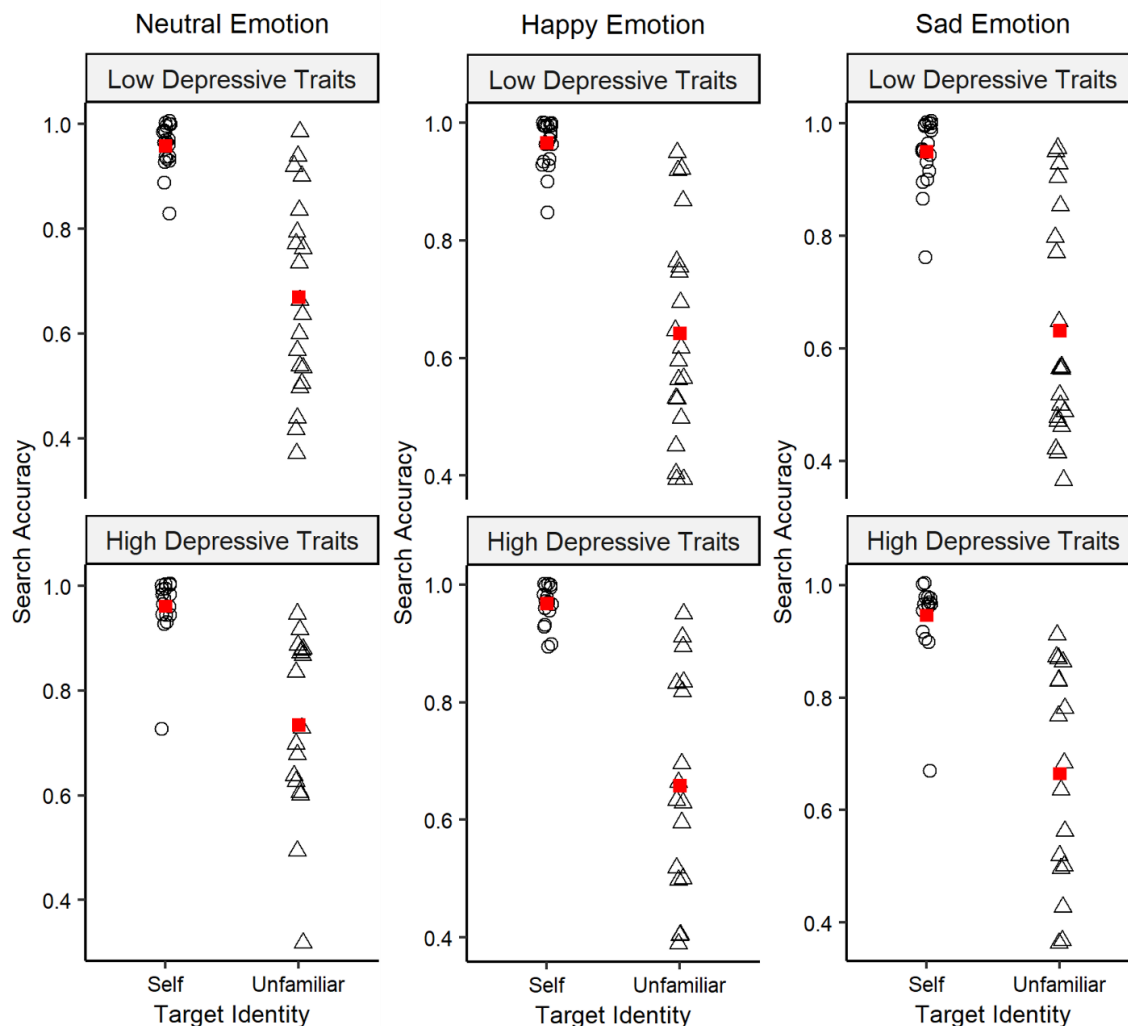 Neutral Emotion
Low Depressive Traits
1.0
0.8
0.6
0.4
Search Accuracy
High Depressive Traits
1.0
0.8
0.6
0.4
Self
Unfamiliar
Target Identity
Happy Emotion
Low Depressive Traits
1.0
0.8
0.6
0.4
Search Accuracy
High Depressive Traits
1.0
0.8
0.6
0.4
Self
Unfamiliar
Target Identity
Sad Emotion
Low Depressive Traits
1.0
0.8
0.6
0.4
Search Accuracy
High Depressive Traits
1.0
0.8
0.6
0.4
Self
Unfamiliar
Target Identity